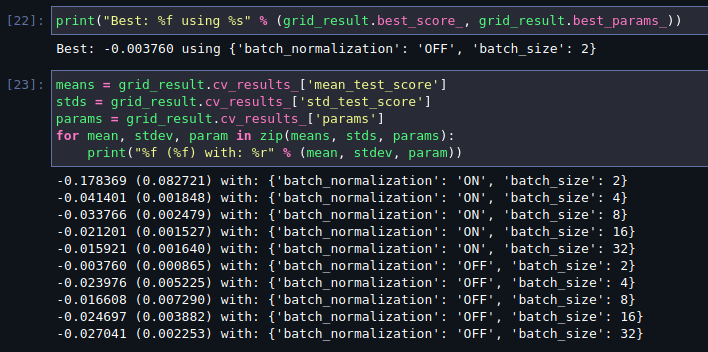 [22]: print("Best: %f using %s" % (grid_result.best_score_, grid_result.best_params_))
Best: -0.003760 using {'batch_normalization': 'OFF', 'batch_size': 2}
[23]: means = grid_result.cv_results_['mean_test_score']
stds = grid_result.cv_results_['std_test_score']
params = grid_result.cv_results_['params']
for mean, stdev, param in zip(means, stds, params):
    print("%f (%f) with: %r" % (mean, stdev, param))
-0.178369 (0.082721) with: {'batch_normalization': 'ON', 'batch_size': 2}
-0.041401 (0.001848) with: {'batch_normalization': 'ON', 'batch_size': 4}
-0.033766 (0.002479) with: {'batch_normalization': 'ON', 'batch_size': 8}
-0.021201 (0.001527) with: {'batch_normalization': 'ON', 'batch_size': 16}
-0.015921 (0.001640) with: {'batch_normalization': 'ON', 'batch_size': 32}
-0.003760 (0.000865) with: {'batch_normalization': 'OFF', 'batch_size': 2}
-0.023976 (0.005225) with: {'batch_normalization': 'OFF', 'batch_size': 4}
-0.016608 (0.007290) with: {'batch_normalization': 'OFF', 'batch_size': 8}
-0.024697 (0.003882) with: {'batch_normalization': 'OFF', 'batch_size': 16}
-0.027041 (0.002253) with: {'batch_normalization': 'OFF', 'batch_size': 32}